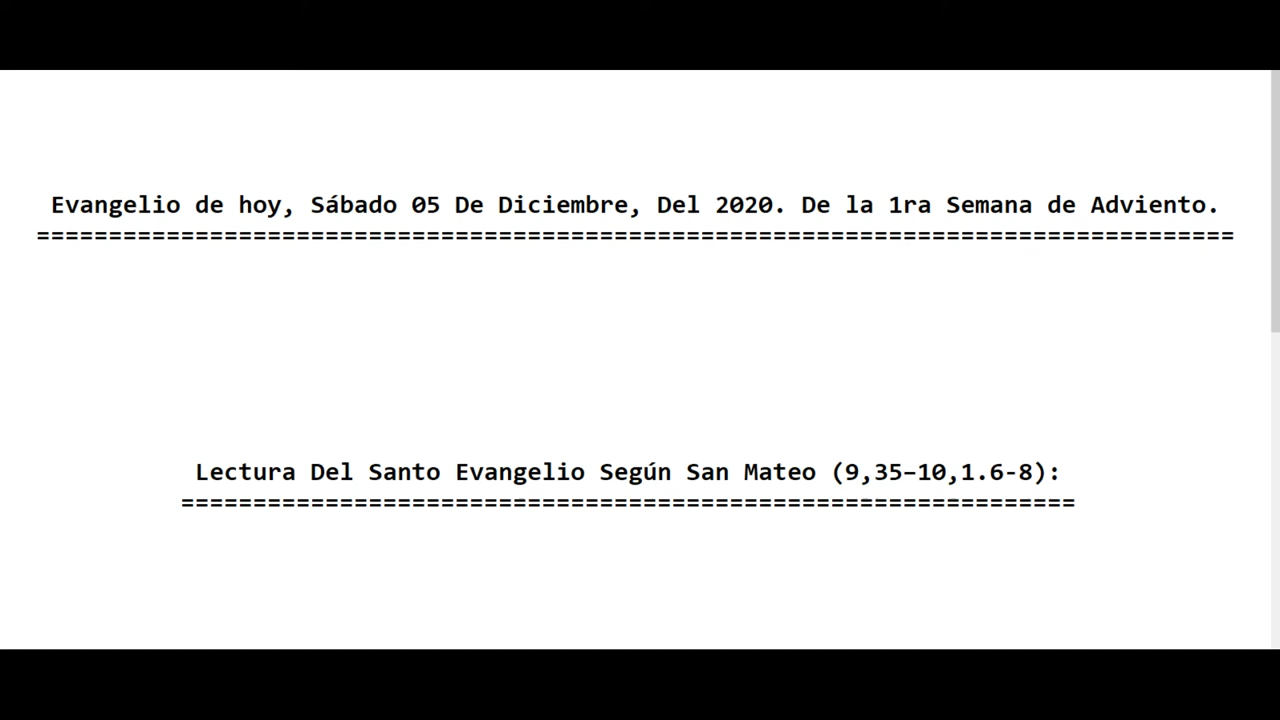 Evangelio de hoy, Sábado 05 De Diciembre, Del 2020. De la 1ra Semana de Adviento.
===================================================================================
Lectura Del Santo Evangelio Según San Mateo (9,35–10,1.6-8):
==============================================================